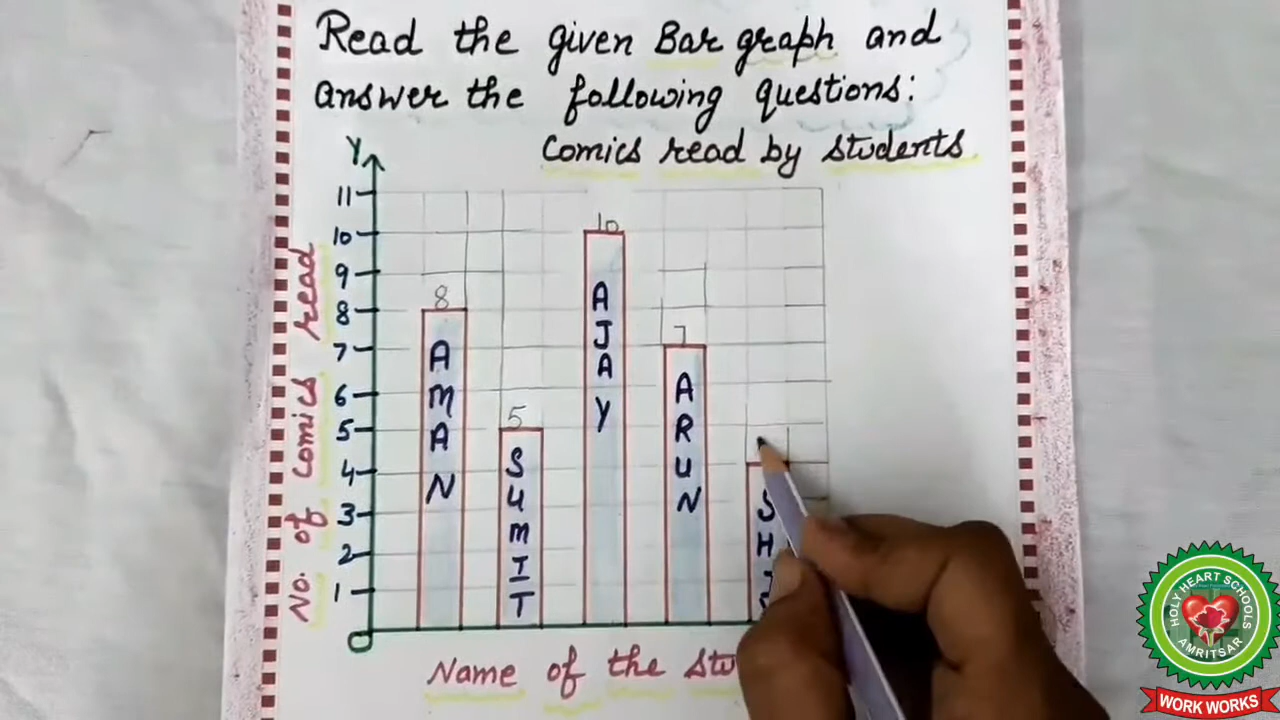 Read the given Bar graph and
answer the following questions:
Comics read by students
Y
11
10
9
8
7
6
5
4
3
2
1
0
No. of comics read
8
AMAN
5
SUMIT
10
AJAY
7
ARUN
Name of the
HOLY HEART SCHOOLS
AMRITSAR
WORK WORKS